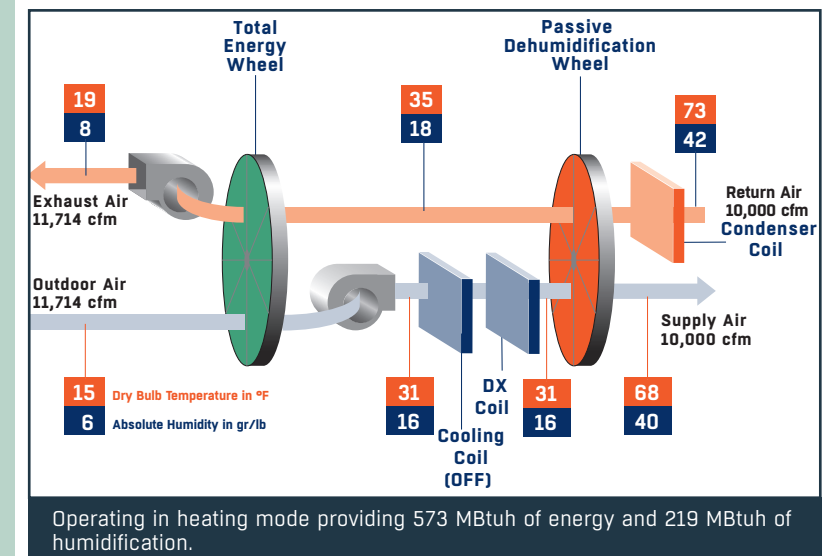 Total
Energy
Wheel
Passive
Dehumidification
Wheel
19
8
35
18
73
42
Exhaust Air
11,714 cfm
Return Air
10,000 cfm
Condenser
Coil
Outdoor Air
11,714 cfm
Supply Air
10,000 cfm
15
6
Dry Bulb Temperature in °F
Absolute Humidity in gr/lb
31
16
Cooling
Coil
(OFF)
DX
Coil
31
16
68
40
Operating in heating mode providing 573 MBtuh of energy and 219 MBtuh of
humidification.